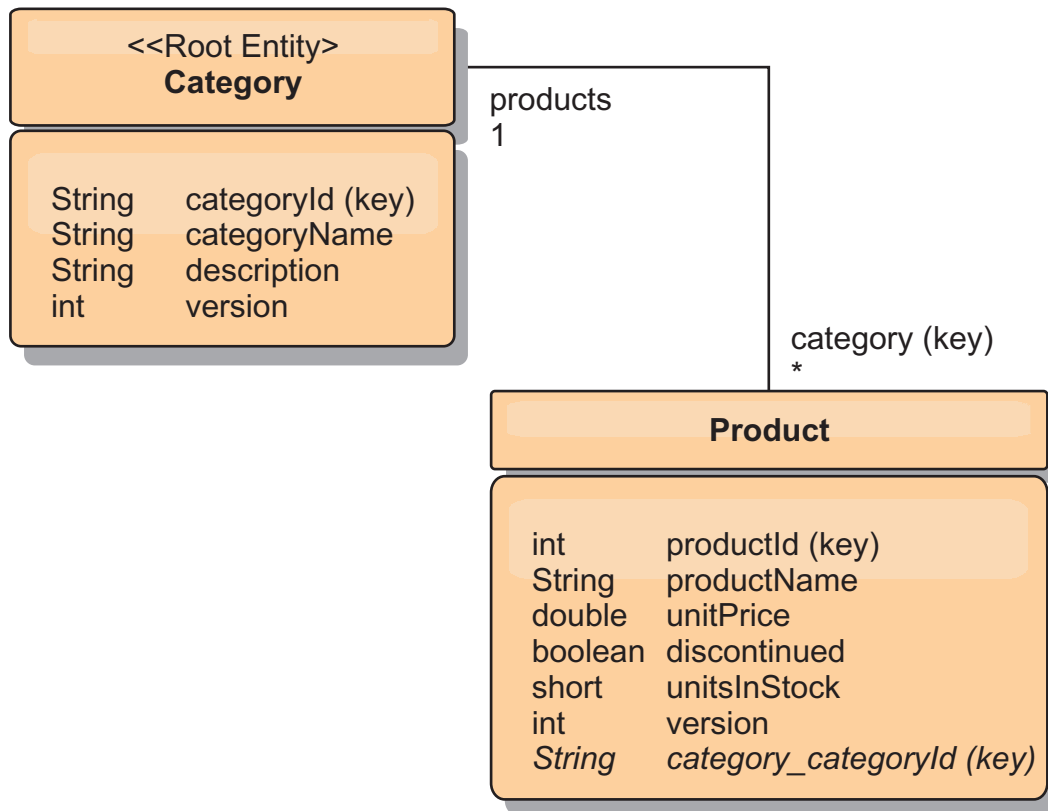 <<Root Entity>
Category
products
1
String categoryId (key)
String categoryName
String description
int version
category (key)
*
Product
int productId (key)
String productName
double unitPrice
boolean discontinued
short unitsInStock
int version
String category_categoryId (key)